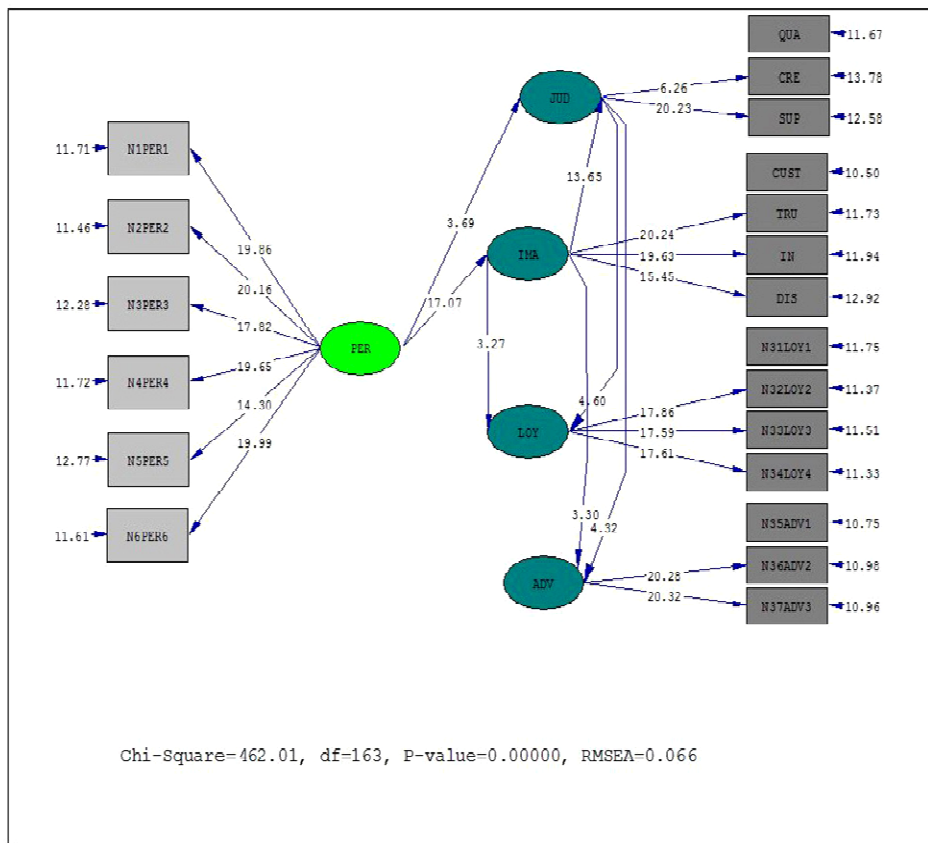 QUA 11.67
CRE 13.78
JUD 6.26
20.23 SUP 12.58
11.71 N1PER1
CUST 10.50
13.65
11.46 N2PER2 3.69 20.24 TRU 11.73
19.86 IMA 19.63 IN 11.94
20.16 17.07 15.45 DIS 12.92
12.28 N3PER3 17.82
PER 3.27 N31LOY1 11.75
11.72 N4PER4 19.65
14.30 4.60 17.86 N32LOY2 11.37
19.99 LOY 17.59 N33LOY3 11.51
12.77 N5PER5 17.61 N34LOY4 11.33
3.30 4.32 N35ADV1 10.75
11.61 N6PER6
20.28 N36ADV2 10.98
ADV 20.32 N37ADV3 10.96
Chi-Square=462.01, df=163, P-value=0.00000, RMSEA=0.066